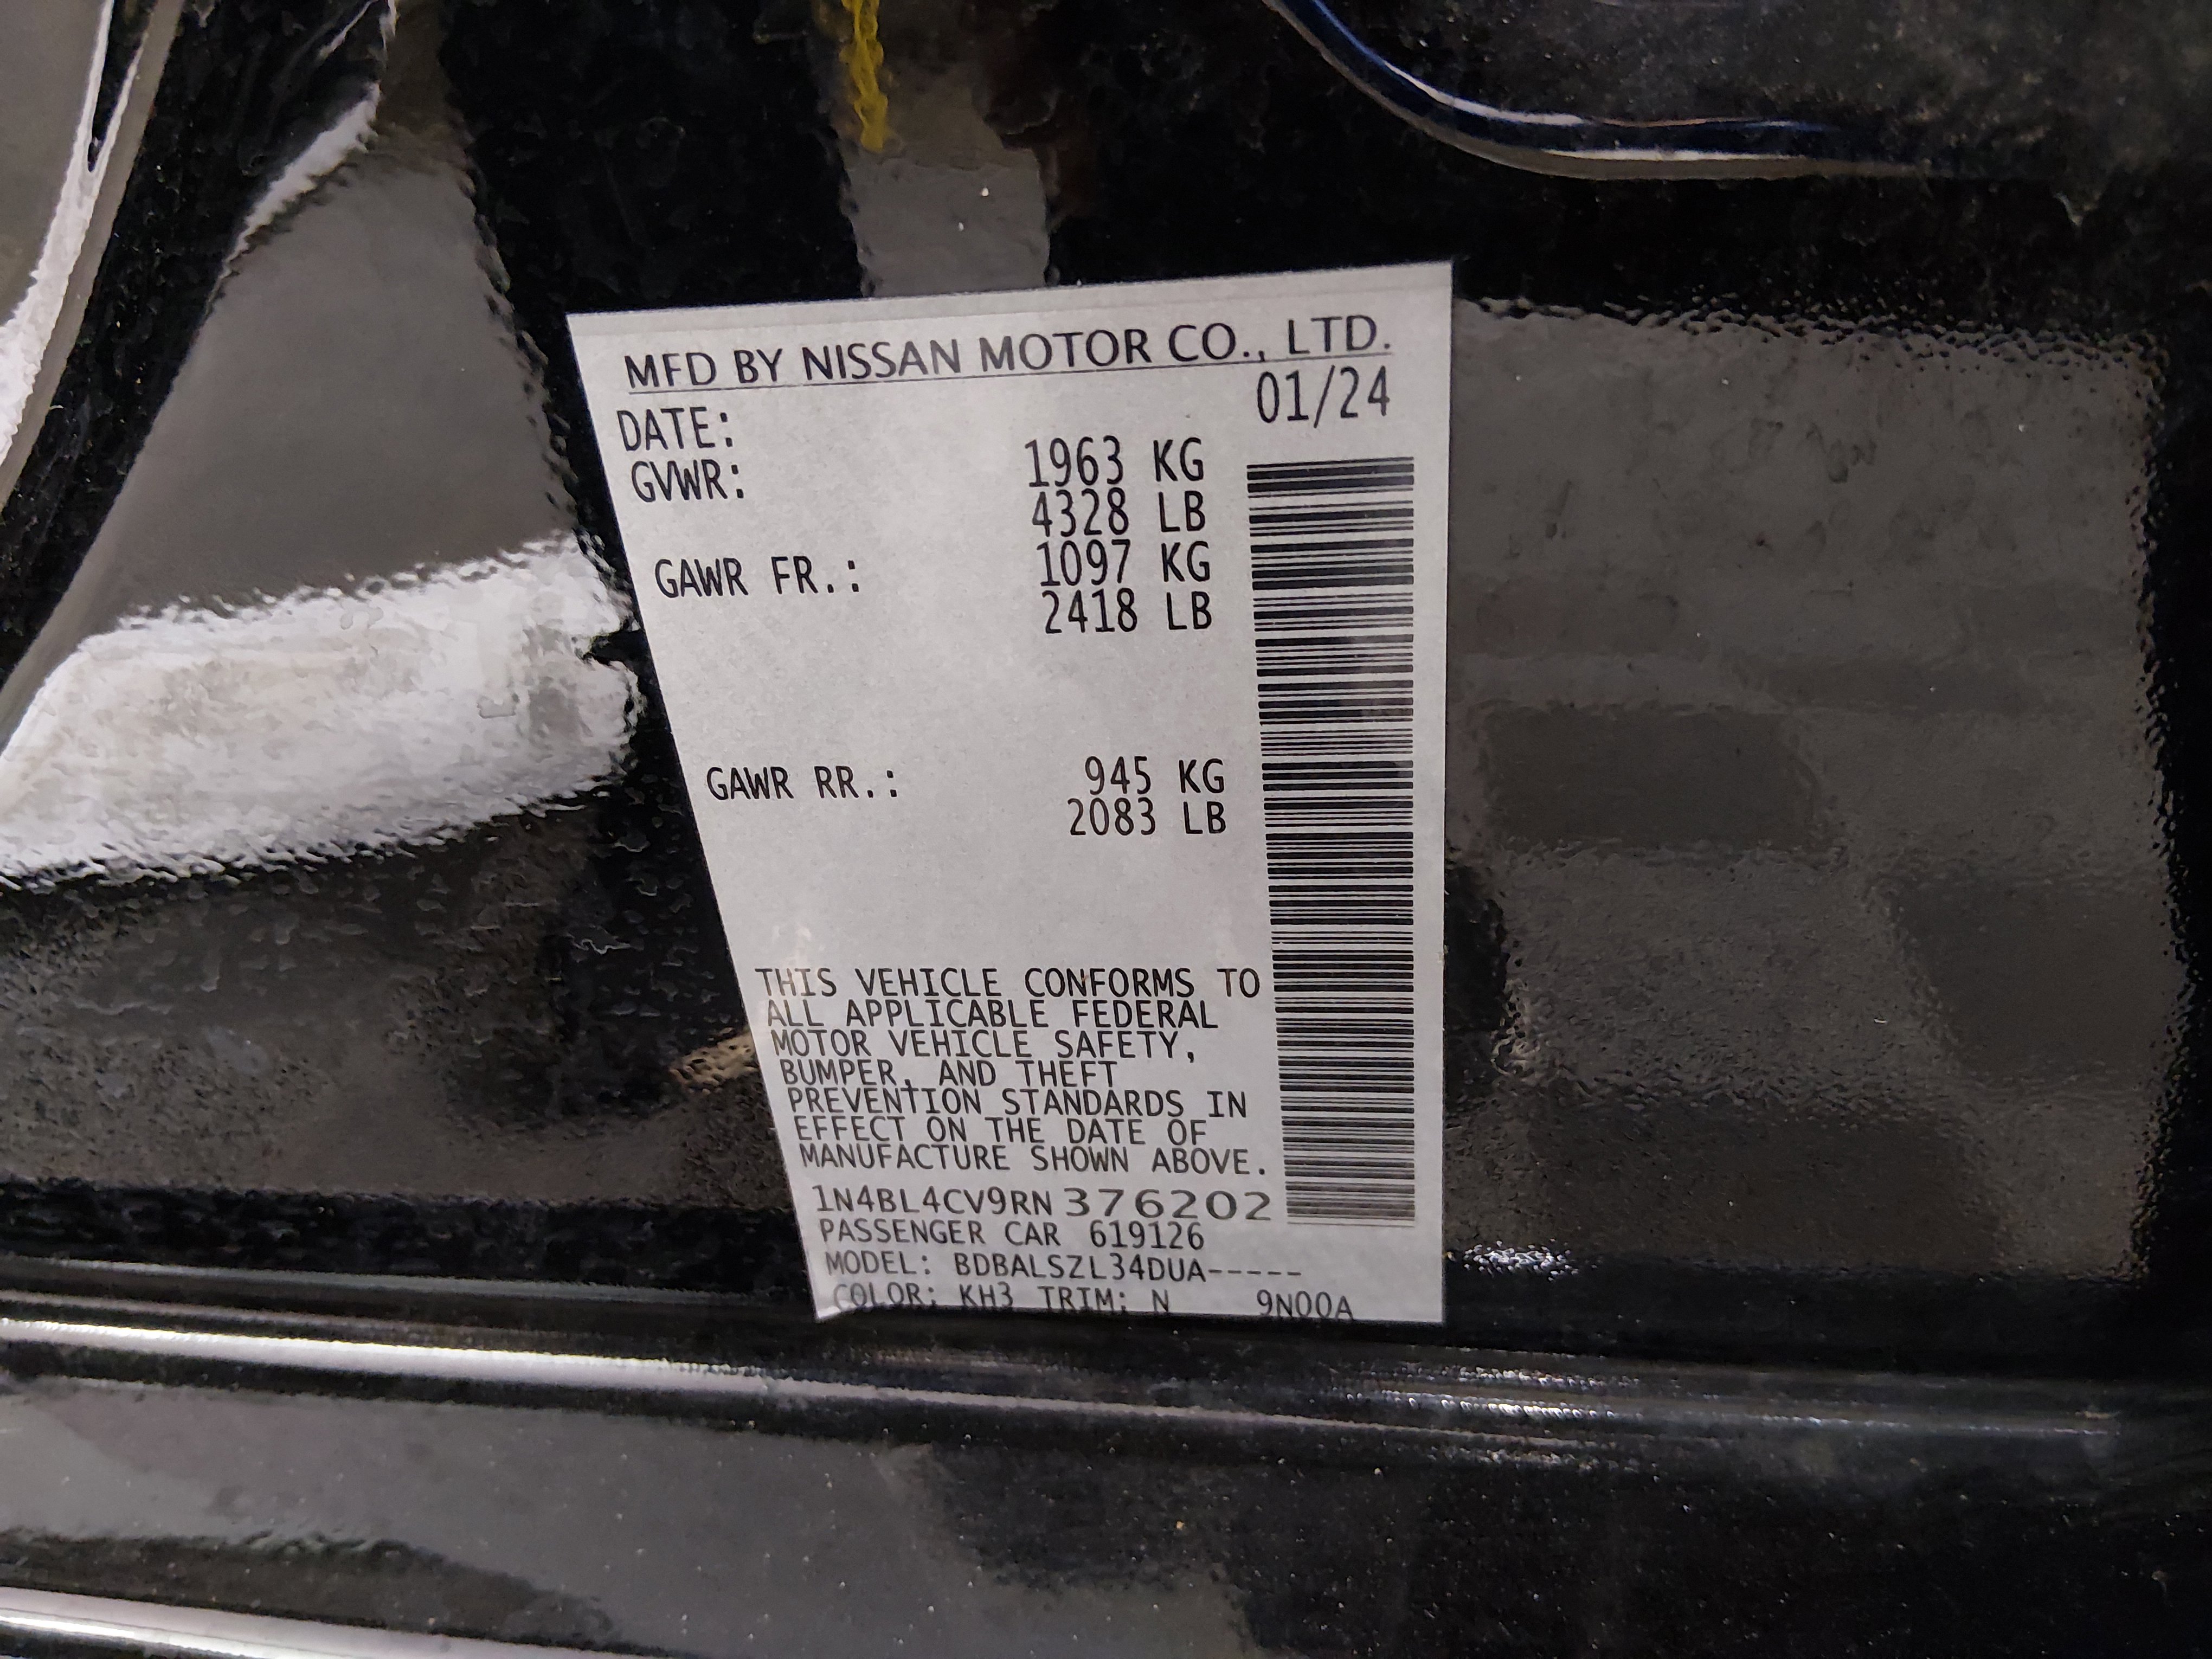 MFD BY NISSAN MOTOR CO., LTD.
DATE: 01/24
GVWR: 1963 KG
4328 LB
GAWR FR.: 1097 KG
2418 LB
GAWR RR.: 945 KG
2083 LB
THIS VEHICLE CONFORMS TO
ALL APPLICABLE FEDERAL
MOTOR VEHICLE SAFETY,
BUMPER, AND THEFT
PREVENTION STANDARDS IN
EFFECT ON THE DATE OF
MANUFACTURE SHOWN ABOVE.
1N4BL4CV9RN376202
PASSENGER CAR 619126
MODEL: BDBALSZL34DUA-----
COLOR: KH3 TRIM: N 9N00A